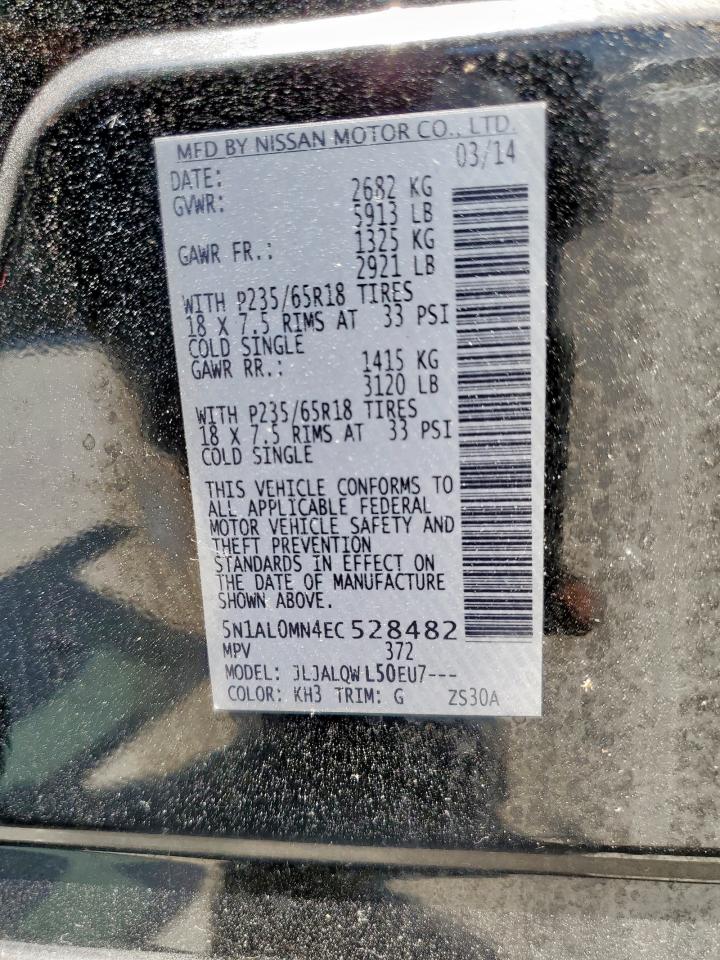 MFD BY NISSAN MOTOR CO., LTD.
DATE: 03/14
GVWR: 2682 KG
5913 LB
GAWR FR.: 1325 KG
2921 LB
WITH P235/65R18 TIRES
18 X 7.5 RIMS AT 33 PSI
COLD SINGLE
GAWR RR.: 1415 KG
3120 LB
WITH P235/65R18 TIRES
18 X 7.5 RIMS AT 33 PSI
COLD SINGLE
THIS VEHICLE CONFORMS TO
ALL APPLICABLE FEDERAL
MOTOR VEHICLE SAFETY AND
THEFT PREVENTION
STANDARDS IN EFFECT ON
THE DATE OF MANUFACTURE
SHOWN ABOVE.
5N1AL0MN4EC528482
MPV 372
MODEL: JLJALQWL50EU7---
COLOR: KH3 TRIM: G ZS30A